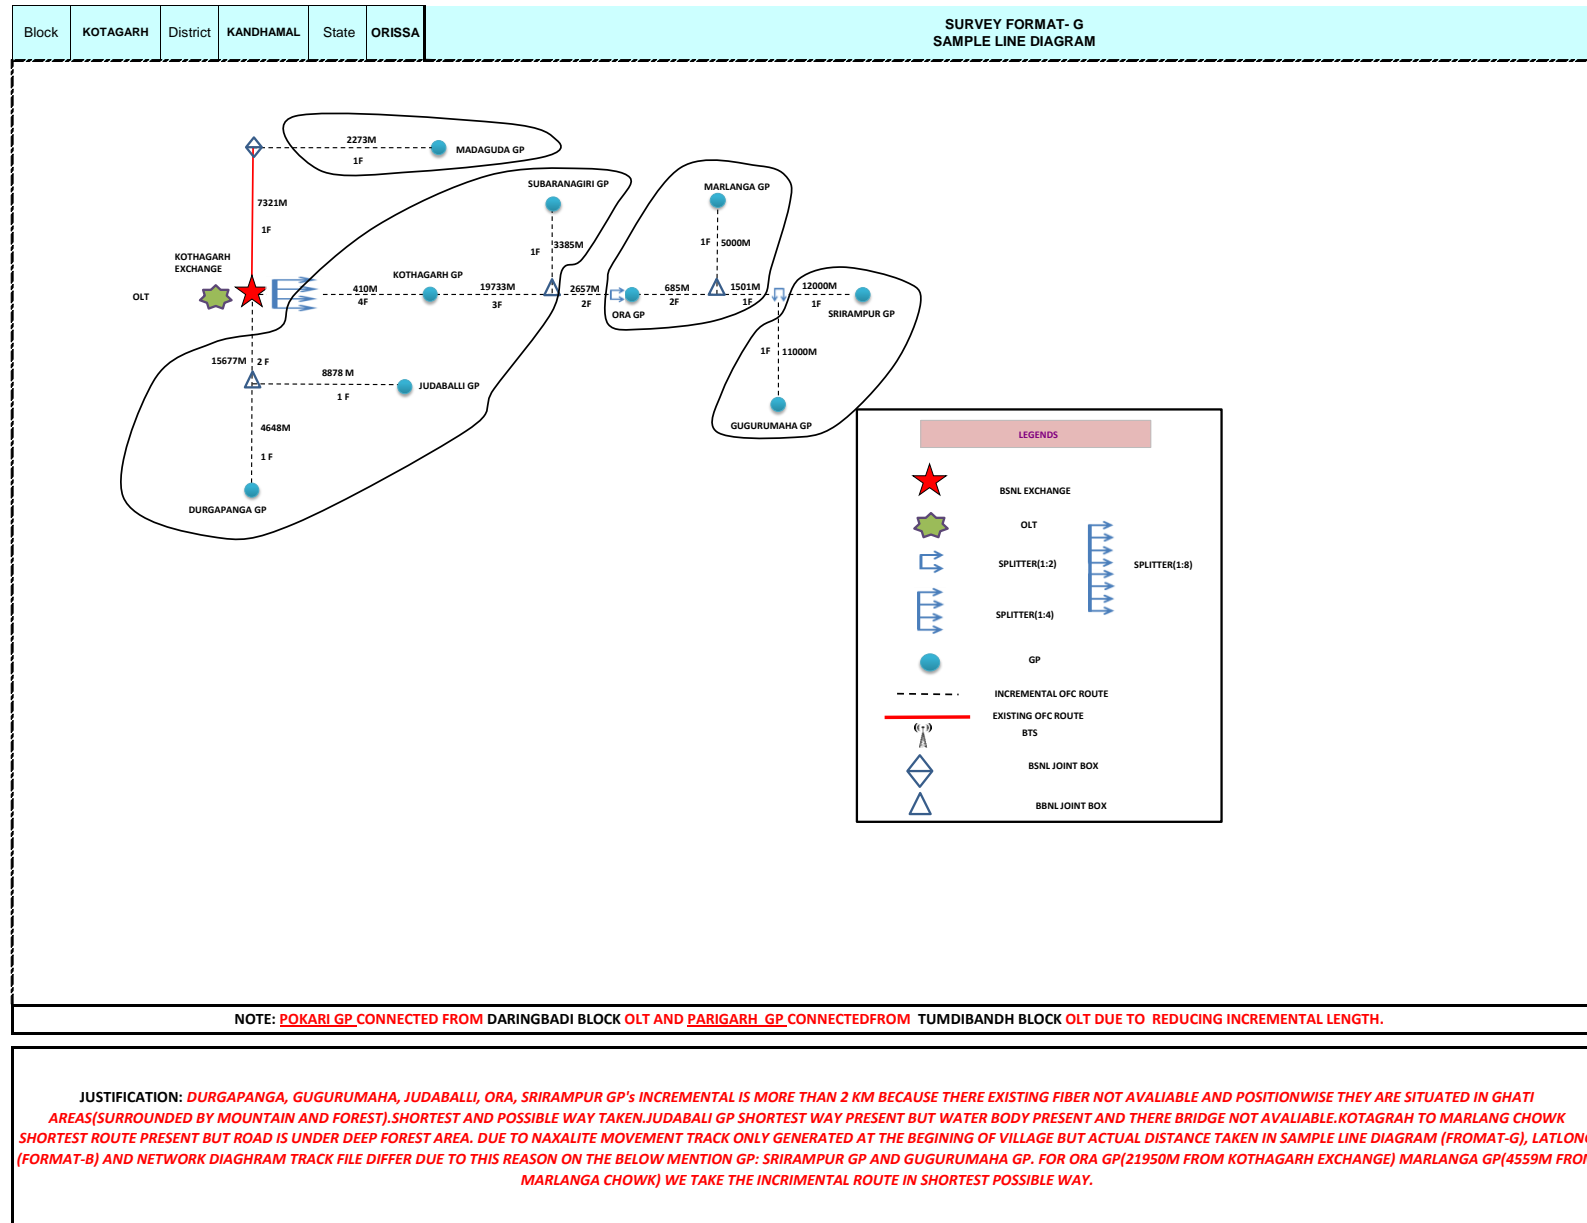 Block KOTAGARH District KANDHAMAL State ORISSA
SURVEY FORMAT- G
SAMPLE LINE DIAGRAM
2273M
1F
MADAGUDA GP
7321M
1F
SUBARANAGIRI GP
MARLANGA GP
1F 3385M
1F 5000M
KOTHAGARH
EXCHANGE
OLT
KOTHAGARH GP
410M
4F
19733M
3F
2657M
2F
ORA GP
685M
2F
1501M
1F
12000M
1F
SRIRAMPUR GP
15677M 2 F
8878 M
1 F
JUDABALLI GP
1F 11000M
4648M
1 F
GUGURUMAHA GP
DURGAPANGA GP
LEGENDS
BSNL EXCHANGE
OLT
SPLITTER(1:2)
SPLITTER(1:8)
SPLITTER(1:4)
GP
INCREMENTAL OFC ROUTE
EXISTING OFC ROUTE
BTS
BSNL JOINT BOX
BBNL JOINT BOX
NOTE: POKARI GP CONNECTED FROM DARINGBADI BLOCK OLT AND PARIGARH GP CONNECTEDFROM TUMDIBANDH BLOCK OLT DUE TO REDUCING INCREMENTAL LENGTH.
JUSTIFICATION: DURGAPANGA, GUGURUMAHA, JUDABALLI, ORA, SRIRAMPUR GP's INCREMENTAL IS MORE THAN 2 KM BECAUSE THERE EXISTING FIBER NOT AVALIABLE AND POSITIONWISE THEY ARE SITUATED IN GHATI
AREAS(SURROUNDED BY MOUNTAIN AND FOREST).SHORTEST AND POSSIBLE WAY TAKEN.JUDABALI GP SHORTEST WAY PRESENT BUT WATER BODY PRESENT AND THERE BRIDGE NOT AVALIABLE.KOTAGRAH TO MARLANG CHOWK
SHORTEST ROUTE PRESENT BUT ROAD IS UNDER DEEP FOREST AREA. DUE TO NAXALITE MOVEMENT TRACK ONLY GENERATED AT THE BEGINING OF VILLAGE BUT ACTUAL DISTANCE TAKEN IN SAMPLE LINE DIAGRAM (FROMAT-G), LATLONG
(FORMAT-B) AND NETWORK DIAGHRAM TRACK FILE DIFFER DUE TO THIS REASON ON THE BELOW MENTION GP: SRIRAMPUR GP AND GUGURUMAHA GP. FOR ORA GP(21950M FROM KOTHAGARH EXCHANGE) MARLANGA GP(4559M FROM
MARLANGA CHOWK) WE TAKE THE INCRIMENTAL ROUTE IN SHORTEST POSSIBLE WAY.